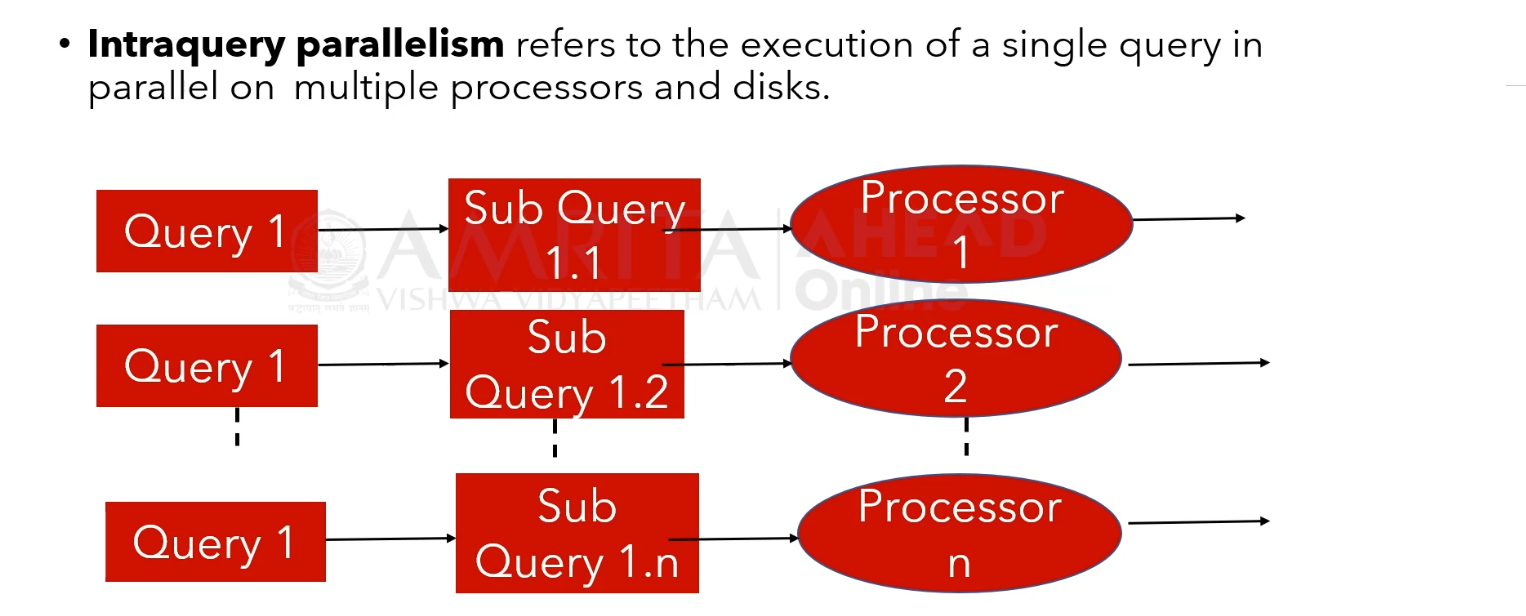 • Intraquery parallelism refers to the execution of a single query in
parallel on multiple processors and disks.
Query 1
Sub Query
1.1
Processor
1
Query 1
Sub
Query 1.2
Processor
2
Query 1
Sub
Query 1.n
Processor
n
AMRITA
VISHWA VIDYAPEETHAM
AHEAD
Online